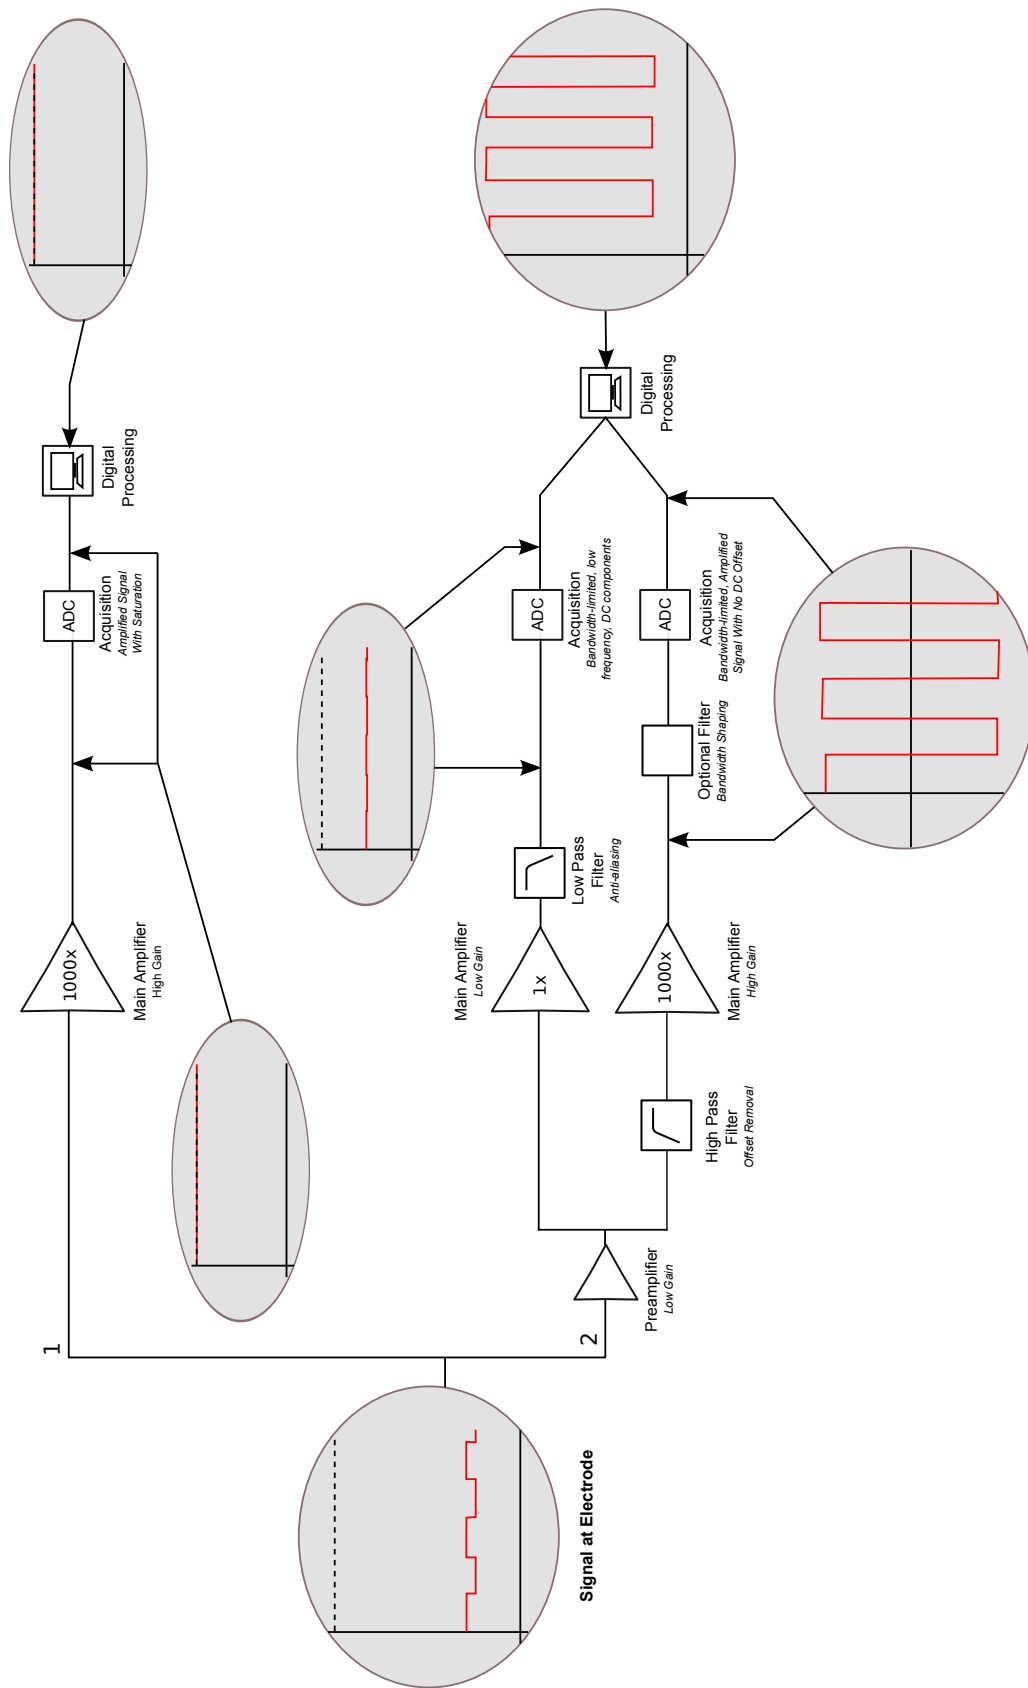 Signal at Electrode
1
1000x
Main Amplifier
High Gain
ADC
Acquisition
Amplified Signal
With Saturation
Digital
Processing
2
Preamplifier
Low Gain
1x
Main Amplifier
Low Gain
Low Pass
Filter
Anti-aliasing
ADC
Acquisition
Bandwidth-limited, low
frequency, DC components
High Pass
Filter
Offset Removal
1000x
Main Amplifier
High Gain
Optional Filter
Bandwidth Shaping
ADC
Acquisition
Bandwidth-limited, Amplified
Signal With No DC Offset
Digital
Processing